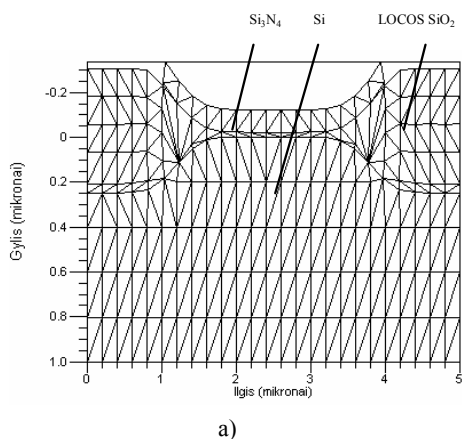 Si₃N₄ Si LOCOS SiO₂
-0.2
0
0.2
0.4
0.6
0.8
1.0
Gylis (mikronai)
0 1 2 3 4 5
Ilgis (mikronai)
a)